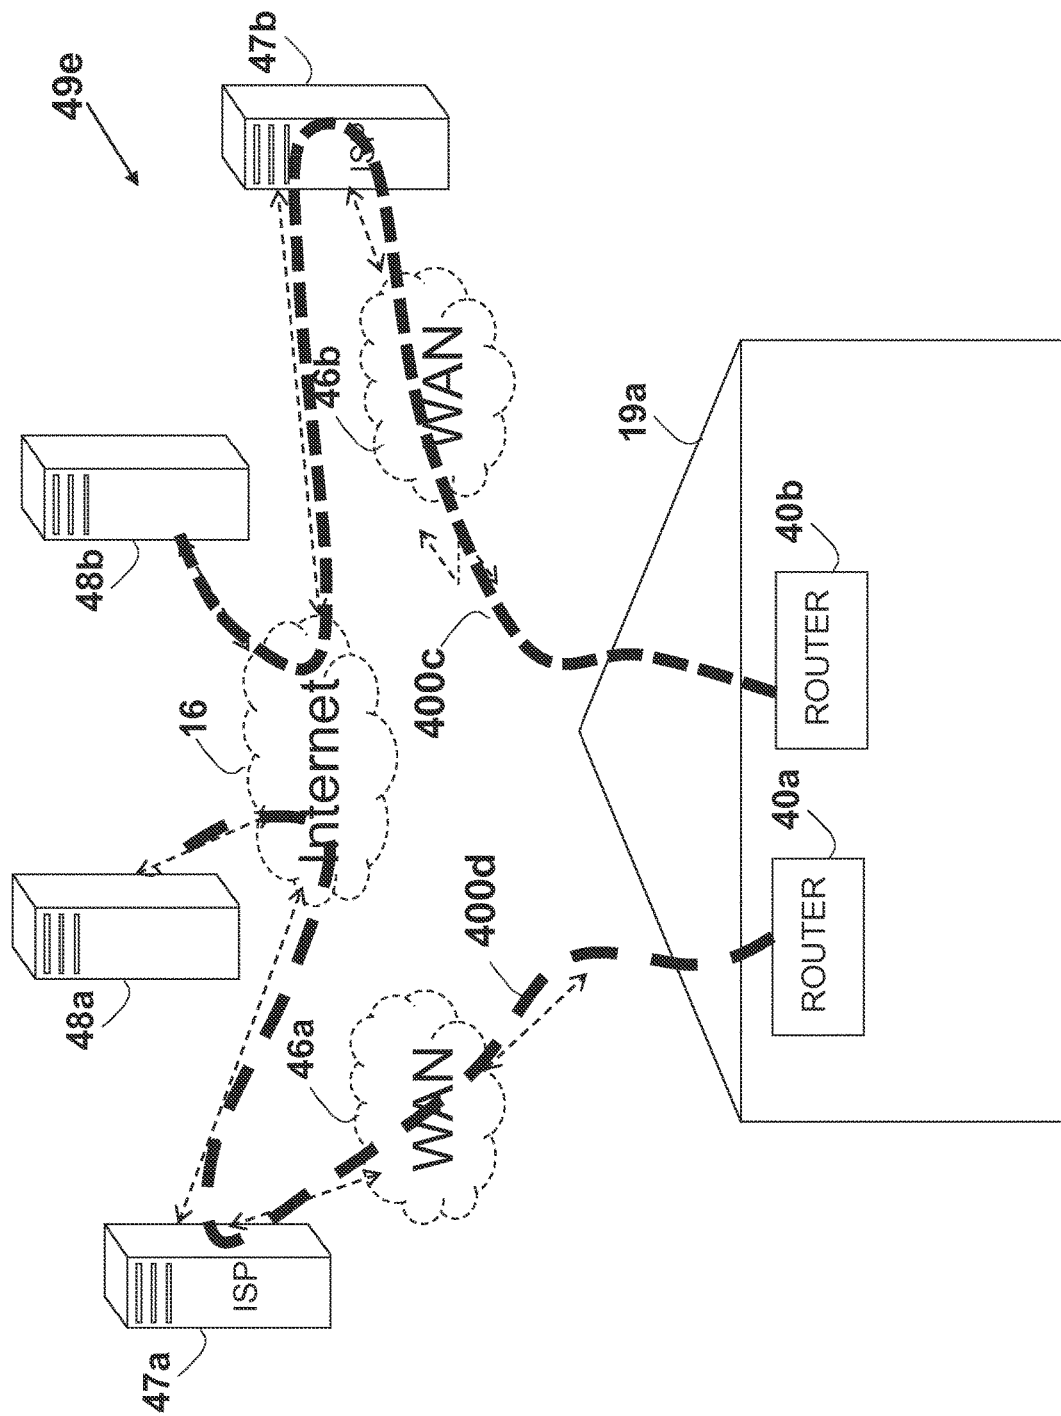 49e
48a
48b
47a
16
47b
ISP
46a
46b
Internet
ISP
WAN
400c
WAN
400d
19a
40a
40b
ROUTER
ROUTER